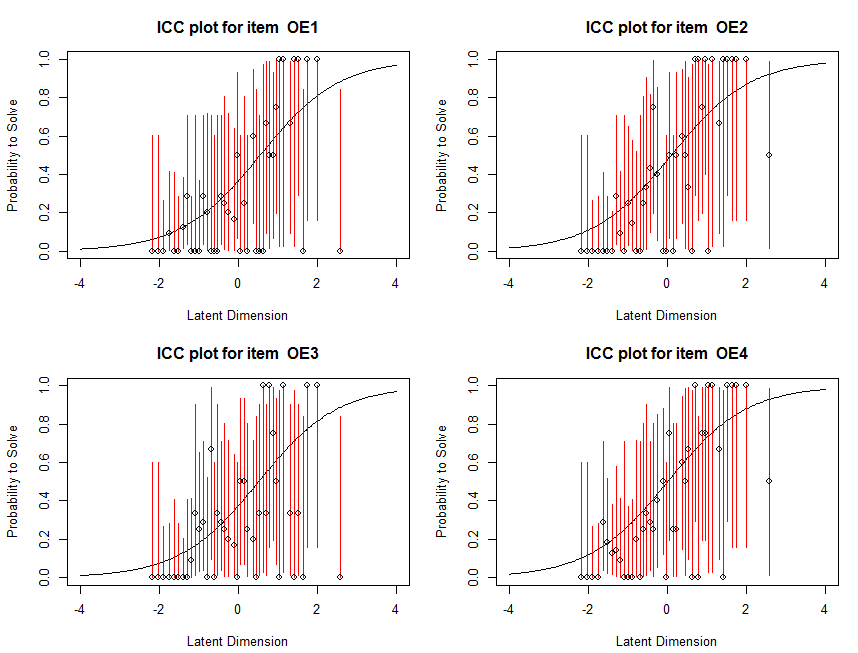 ICC plot for item  OE1
Probability to Solve
0.0 0.2 0.4 0.6 0.8 1.0
-4 -2 0 2 4
Latent Dimension
ICC plot for item  OE2
Probability to Solve
0.0 0.2 0.4 0.6 0.8 1.0
-4 -2 0 2 4
Latent Dimension
ICC plot for item  OE3
Probability to Solve
0.0 0.2 0.4 0.6 0.8 1.0
-4 -2 0 2 4
Latent Dimension
ICC plot for item  OE4
Probability to Solve
0.0 0.2 0.4 0.6 0.8 1.0
-4 -2 0 2 4
Latent Dimension